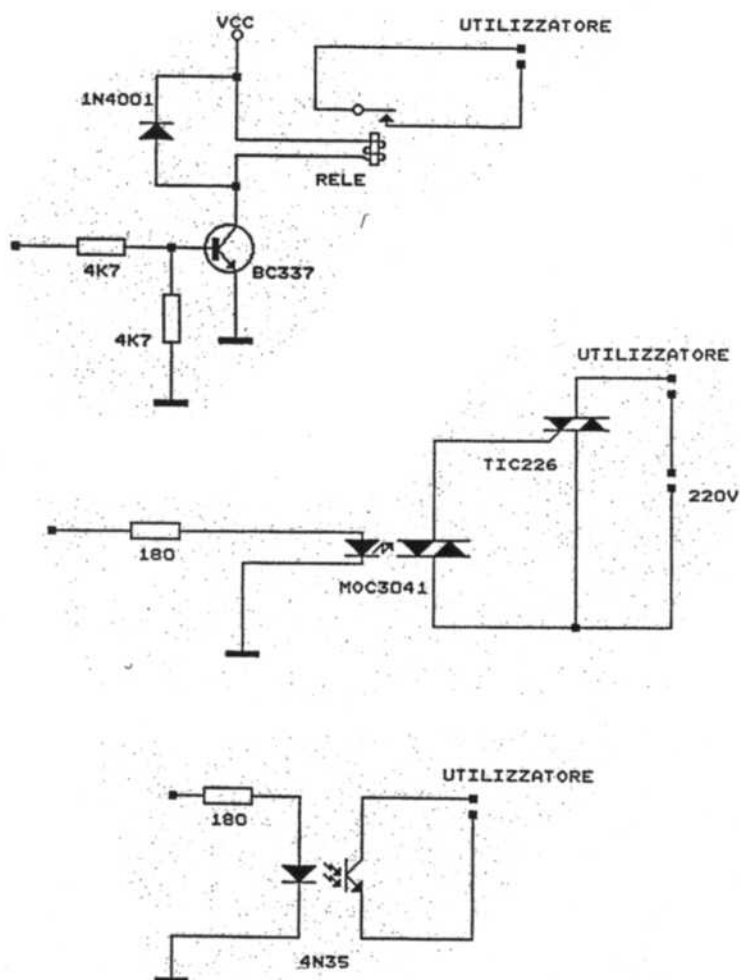 VCC
UTILIZZATORE
1N4001
RELE
4K7
BC337
4K7
UTILIZZATORE
TIC226
220V
180
MOC3041
UTILIZZATORE
180
4N35